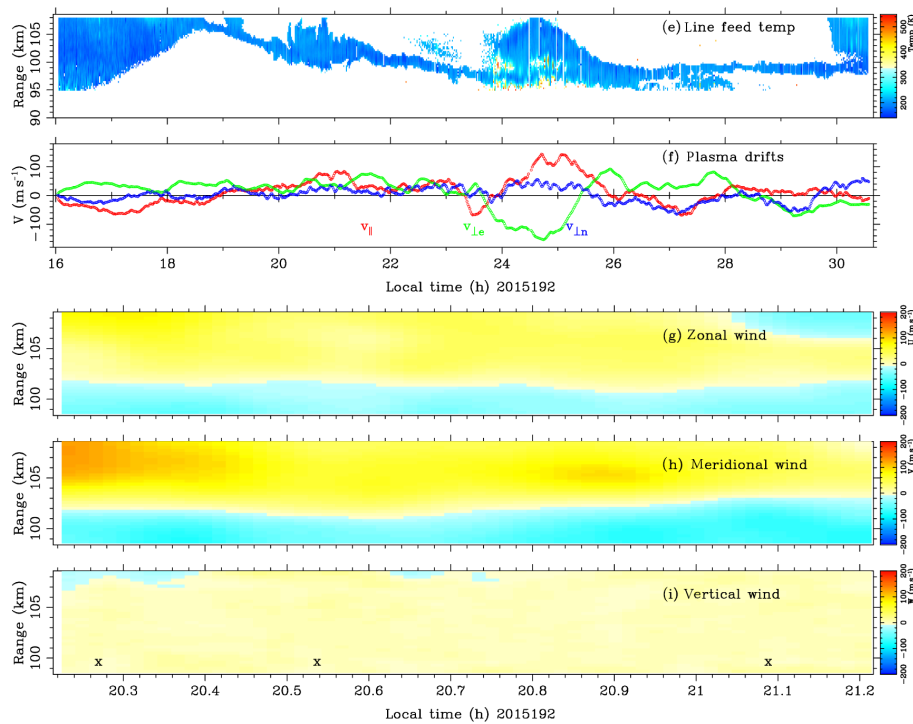 (e) Line feed temp
Range (km)
105
100
95
90
Temp (K)
500
400
300
200
(f) Plasma drifts
V (m s⁻¹)
100
0
−100
v∥
v⊥e
v⊥n
16 18 20 22 24 26 28 30
Local time (h) 2015192
(g) Zonal wind
Range (km)
105
100
U (m s⁻¹)
200
100
0
−100
−200
(h) Meridional wind
Range (km)
105
100
V (m s⁻¹)
200
100
0
−100
−200
(i) Vertical wind
Range (km)
105
100
x x x
W (m s⁻¹)
200
100
0
−100
−200
20.3 20.4 20.5 20.6 20.7 20.8 20.9 21 21.1 21.2
Local time (h) 2015192